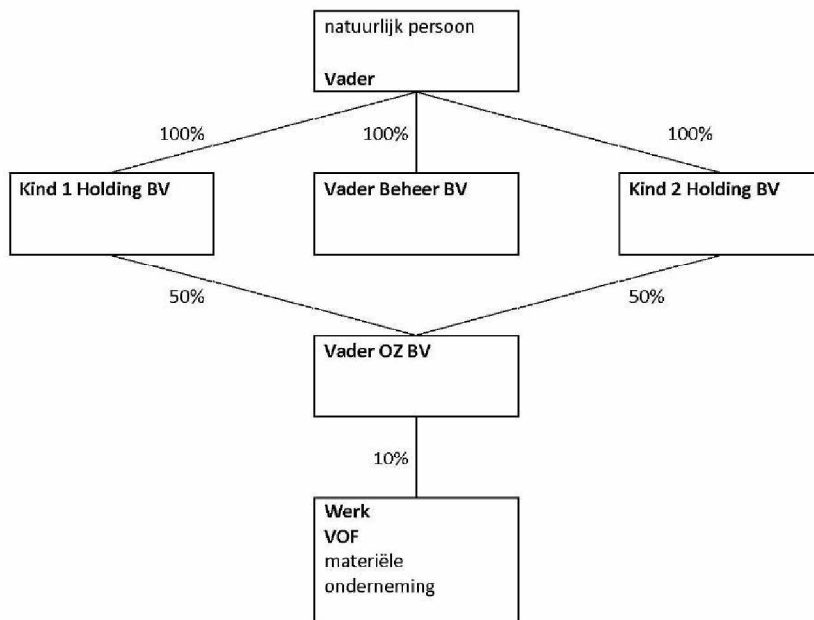 natuurlijk persoon
Vader
100%
100%
100%
Kind 1 Holding BV
Vader Beheer BV
Kind 2 Holding BV
50%
50%
Vader OZ BV
10%
Werk
VOF
materiële
onderneming